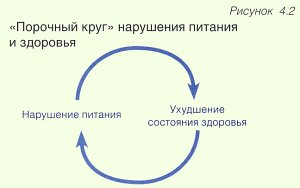 Рисунок 4.2
«Порочный круг» нарушения питания
и здоровья
Нарушение питания
Ухудшение
состояния здоровья